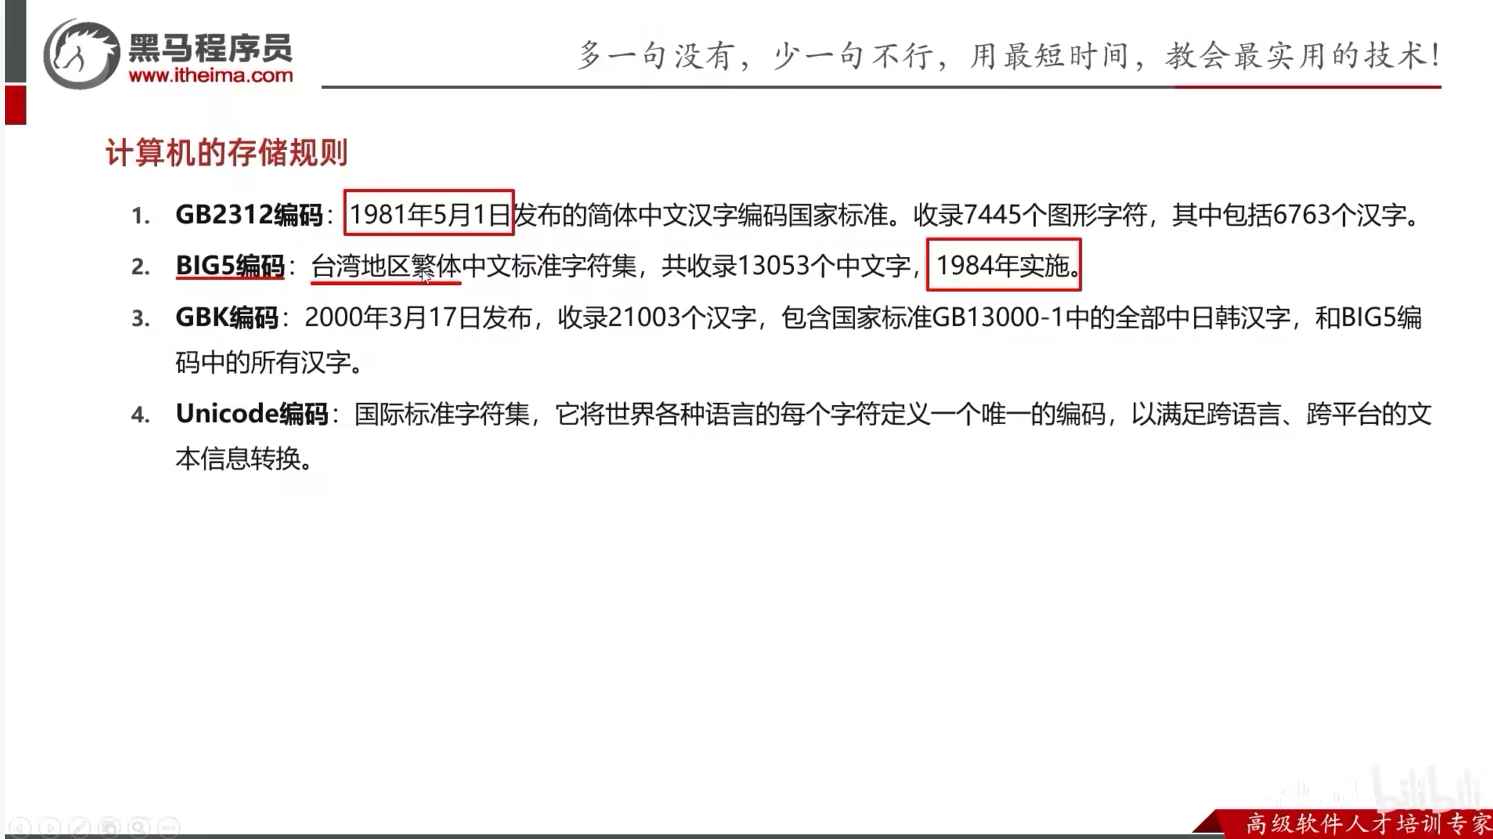 黑马程序员
www.itheima.com
多一句没有，少一句不行，用最短时间，教会最实用的技术！
计算机的存储规则
1. GB2312编码：1981年5月1日发布的简体中文汉字编码国家标准。收录7445个图形字符，其中包括6763个汉字。
2. BIG5编码：台湾地区繁体中文标准字符集，共收录13053个中文字，1984年实施。
3. GBK编码：2000年3月17日发布，收录21003个汉字，包含国家标准GB13000-1中的全部中日韩汉字，和BIG5编
码中的所有汉字。
4. Unicode编码：国际标准字符集，它将世界各种语言的每个字符定义一个唯一的编码，以满足跨语言、跨平台的文
本信息转换。
bilibili
高级软件人才培训专家